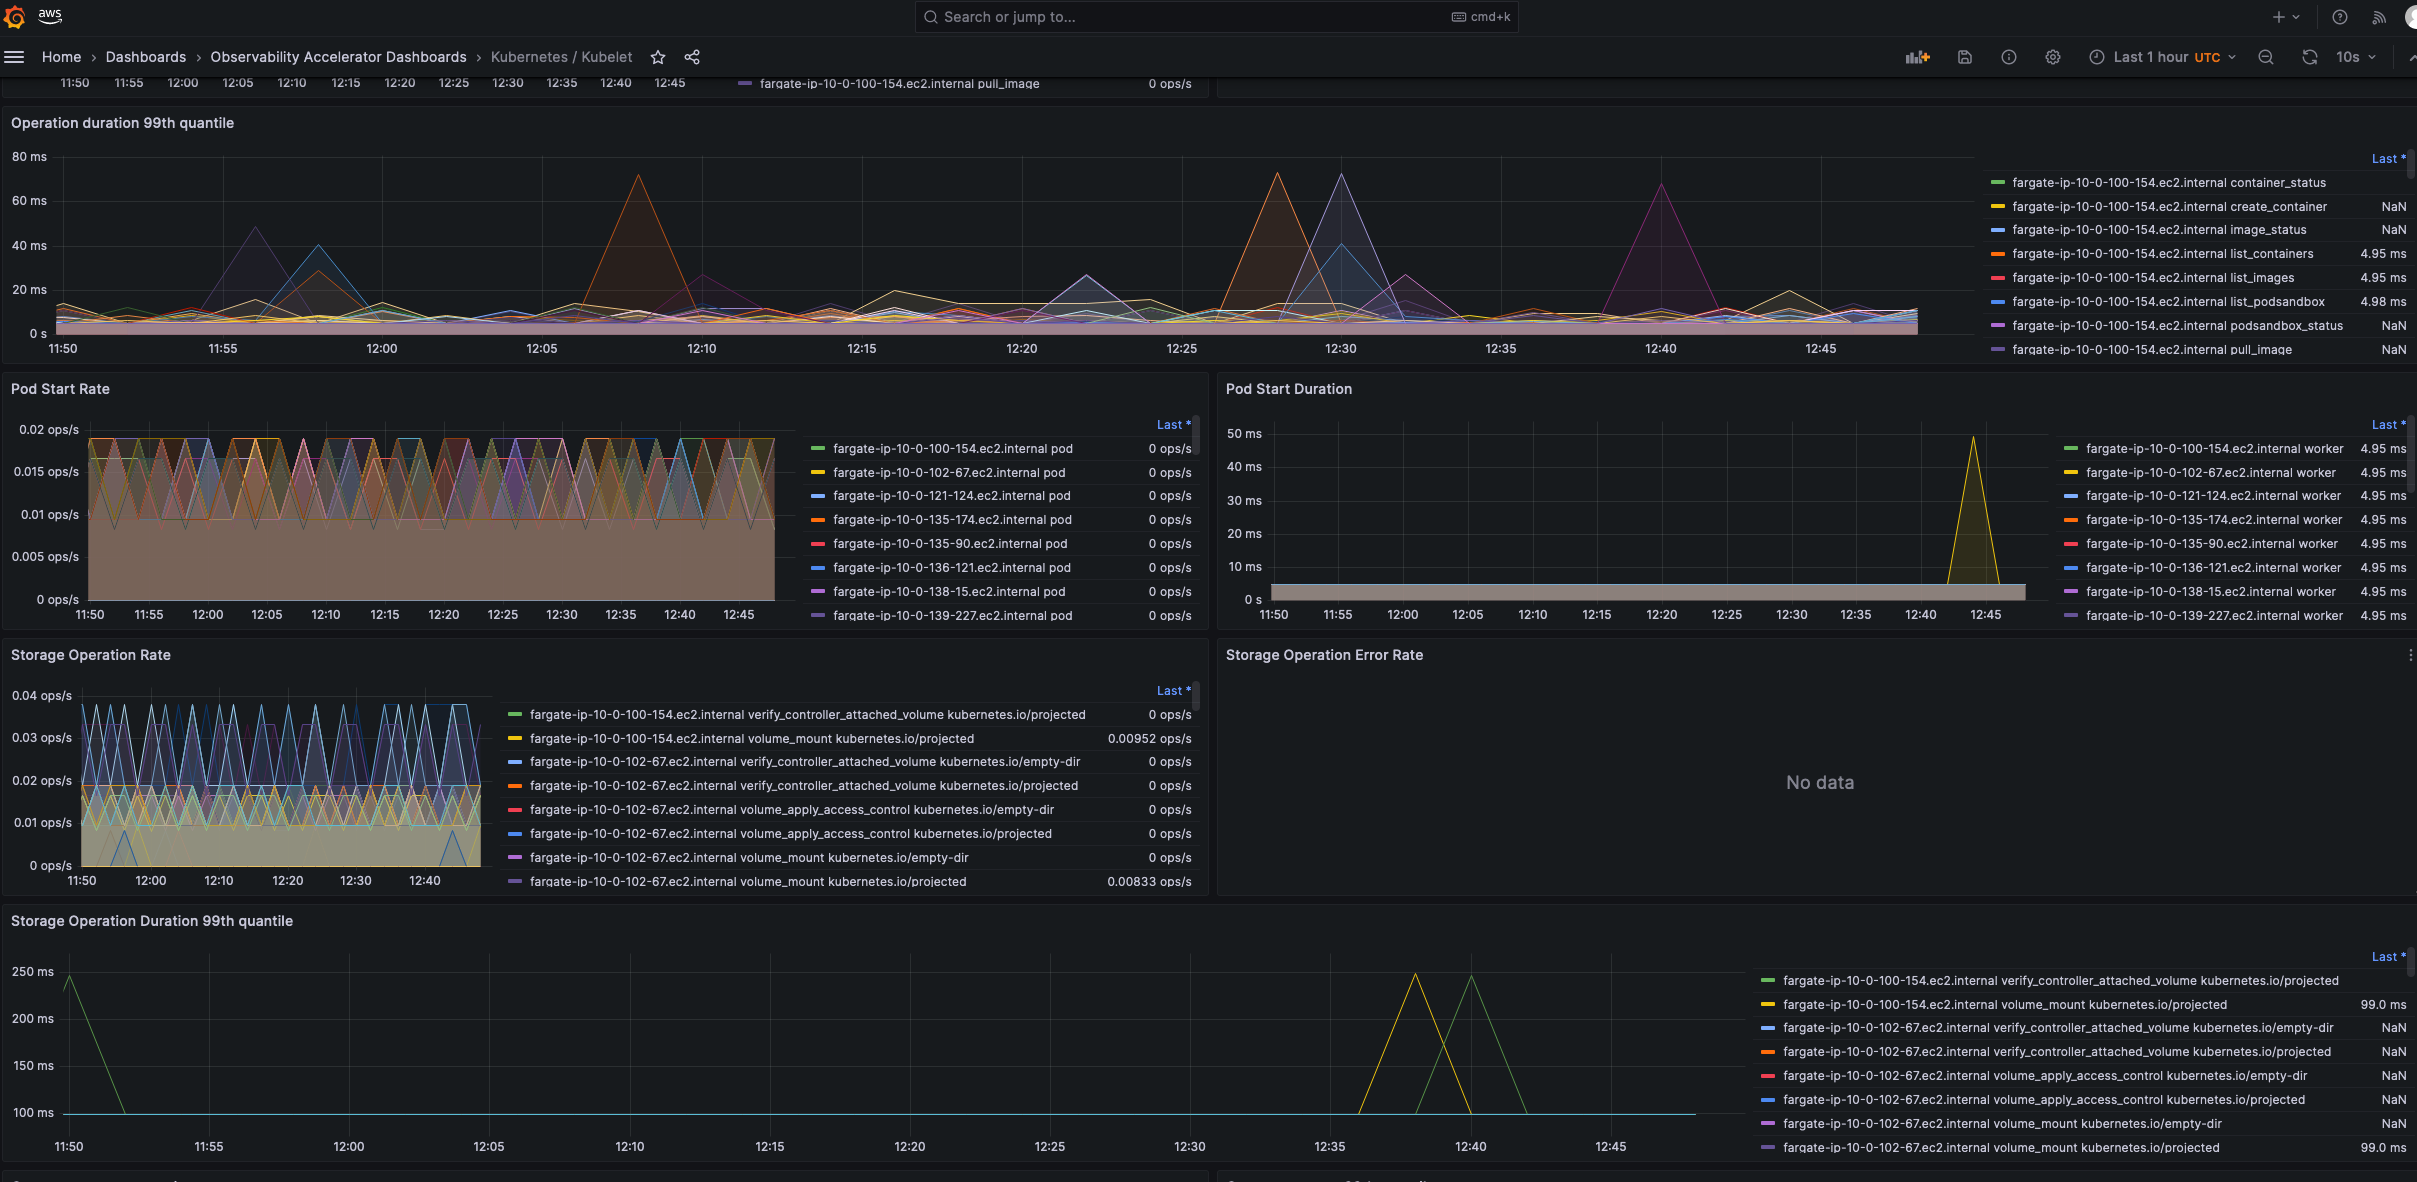 aws
Search or jump to...
cmd+k
Home › Dashboards › Observability Accelerator Dashboards › Kubernetes / Kubelet
Last 1 hour UTC
10s
11:50 11:55 12:00 12:05 12:10 12:15 12:20 12:25 12:30 12:35 12:40 12:45
fargate-ip-10-0-100-154.ec2.internal pull_image 0 ops/s
Operation duration 99th quantile
80 ms
60 ms
40 ms
20 ms
0 s
11:50 11:55 12:00 12:05 12:10 12:15 12:20 12:25 12:30 12:35 12:40 12:45
Last *
fargate-ip-10-0-100-154.ec2.internal container_status
fargate-ip-10-0-100-154.ec2.internal create_container NaN
fargate-ip-10-0-100-154.ec2.internal image_status NaN
fargate-ip-10-0-100-154.ec2.internal list_containers 4.95 ms
fargate-ip-10-0-100-154.ec2.internal list_images 4.95 ms
fargate-ip-10-0-100-154.ec2.internal list_podsandbox 4.98 ms
fargate-ip-10-0-100-154.ec2.internal podsandbox_status NaN
fargate-ip-10-0-100-154.ec2.internal pull_image NaN
Pod Start Rate
0.02 ops/s
0.015 ops/s
0.01 ops/s
0.005 ops/s
0 ops/s
11:50 11:55 12:00 12:05 12:10 12:15 12:20 12:25 12:30 12:35 12:40 12:45
Last *
fargate-ip-10-0-100-154.ec2.internal pod 0 ops/s
fargate-ip-10-0-102-67.ec2.internal pod 0 ops/s
fargate-ip-10-0-121-124.ec2.internal pod 0 ops/s
fargate-ip-10-0-135-174.ec2.internal pod 0 ops/s
fargate-ip-10-0-135-90.ec2.internal pod 0 ops/s
fargate-ip-10-0-136-121.ec2.internal pod 0 ops/s
fargate-ip-10-0-138-15.ec2.internal pod 0 ops/s
fargate-ip-10-0-139-227.ec2.internal pod 0 ops/s
Pod Start Duration
50 ms
40 ms
30 ms
20 ms
10 ms
0 s
11:50 11:55 12:00 12:05 12:10 12:15 12:20 12:25 12:30 12:35 12:40 12:45
Last *
fargate-ip-10-0-100-154.ec2.internal worker 4.95 ms
fargate-ip-10-0-102-67.ec2.internal worker 4.95 ms
fargate-ip-10-0-121-124.ec2.internal worker 4.95 ms
fargate-ip-10-0-135-174.ec2.internal worker 4.95 ms
fargate-ip-10-0-135-90.ec2.internal worker 4.95 ms
fargate-ip-10-0-136-121.ec2.internal worker 4.95 ms
fargate-ip-10-0-138-15.ec2.internal worker 4.95 ms
fargate-ip-10-0-139-227.ec2.internal worker 4.95 ms
Storage Operation Rate
0.04 ops/s
0.03 ops/s
0.02 ops/s
0.01 ops/s
0 ops/s
11:50 12:00 12:10 12:20 12:30 12:40
Last *
fargate-ip-10-0-100-154.ec2.internal verify_controller_attached_volume kubernetes.io/projected 0 ops/s
fargate-ip-10-0-100-154.ec2.internal volume_mount kubernetes.io/projected 0.00952 ops/s
fargate-ip-10-0-102-67.ec2.internal verify_controller_attached_volume kubernetes.io/empty-dir 0 ops/s
fargate-ip-10-0-102-67.ec2.internal verify_controller_attached_volume kubernetes.io/projected 0 ops/s
fargate-ip-10-0-102-67.ec2.internal volume_apply_access_control kubernetes.io/empty-dir 0 ops/s
fargate-ip-10-0-102-67.ec2.internal volume_apply_access_control kubernetes.io/projected 0 ops/s
fargate-ip-10-0-102-67.ec2.internal volume_mount kubernetes.io/empty-dir 0 ops/s
fargate-ip-10-0-102-67.ec2.internal volume_mount kubernetes.io/projected 0.00833 ops/s
Storage Operation Error Rate
No data
Storage Operation Duration 99th quantile
250 ms
200 ms
150 ms
100 ms
11:50 11:55 12:00 12:05 12:10 12:15 12:20 12:25 12:30 12:35 12:40 12:45
Last *
fargate-ip-10-0-100-154.ec2.internal verify_controller_attached_volume kubernetes.io/projected
fargate-ip-10-0-100-154.ec2.internal volume_mount kubernetes.io/projected 99.0 ms
fargate-ip-10-0-102-67.ec2.internal verify_controller_attached_volume kubernetes.io/empty-dir NaN
fargate-ip-10-0-102-67.ec2.internal verify_controller_attached_volume kubernetes.io/projected NaN
fargate-ip-10-0-102-67.ec2.internal volume_apply_access_control kubernetes.io/empty-dir NaN
fargate-ip-10-0-102-67.ec2.internal volume_apply_access_control kubernetes.io/projected NaN
fargate-ip-10-0-102-67.ec2.internal volume_mount kubernetes.io/empty-dir NaN
fargate-ip-10-0-102-67.ec2.internal volume_mount kubernetes.io/projected 99.0 ms